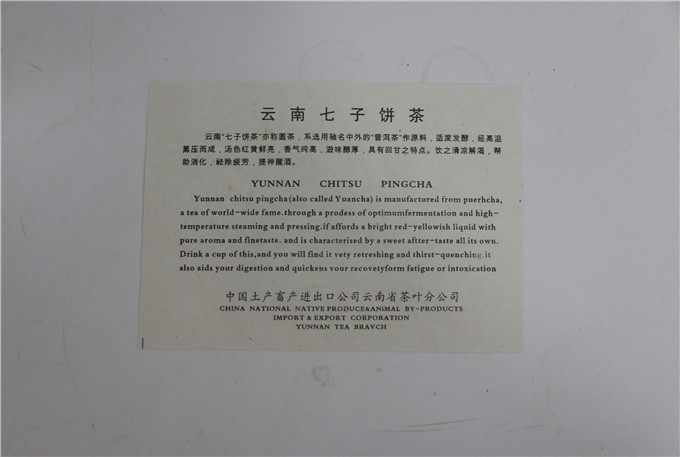 云南七子饼茶
云南“七子饼茶”亦称圆茶，系选用驰名中外的“普洱茶”作原料，适度发酵，经高温
蒸压而成，汤色红黄鲜亮，香气纯高，滋味醇厚，具有回甘之特点。饮之清凉解渴，帮
助消化，祛除疲劳，提神醒酒。
YUNNAN CHITSU PINGCHA
Yunnan chitsu pingcha(also called Yuancha) is manufactured from puerhcha,
a tea of world-wide fame.through a prodess of optimumfermentation and high-
temperature steaming and pressing.if affords a bright red-yellowish liquid with
pure aroma and finetaste. and is characterised by a sweet aftter-taste all its own.
Drink a cup of this,and you will find it vety retreshing and thirst-quenching:it
also aids your digestion and quickens vour recovetyform fatigue or intoxication
中国土产畜产进出口公司云南省茶叶分公司
CHINA NATIONAL NATIVE PRODUCE&ANiMAL BY-PRODUCTS
IMPORT & EXPORT CORPORATION
YUNNAN TEA BRAVCH